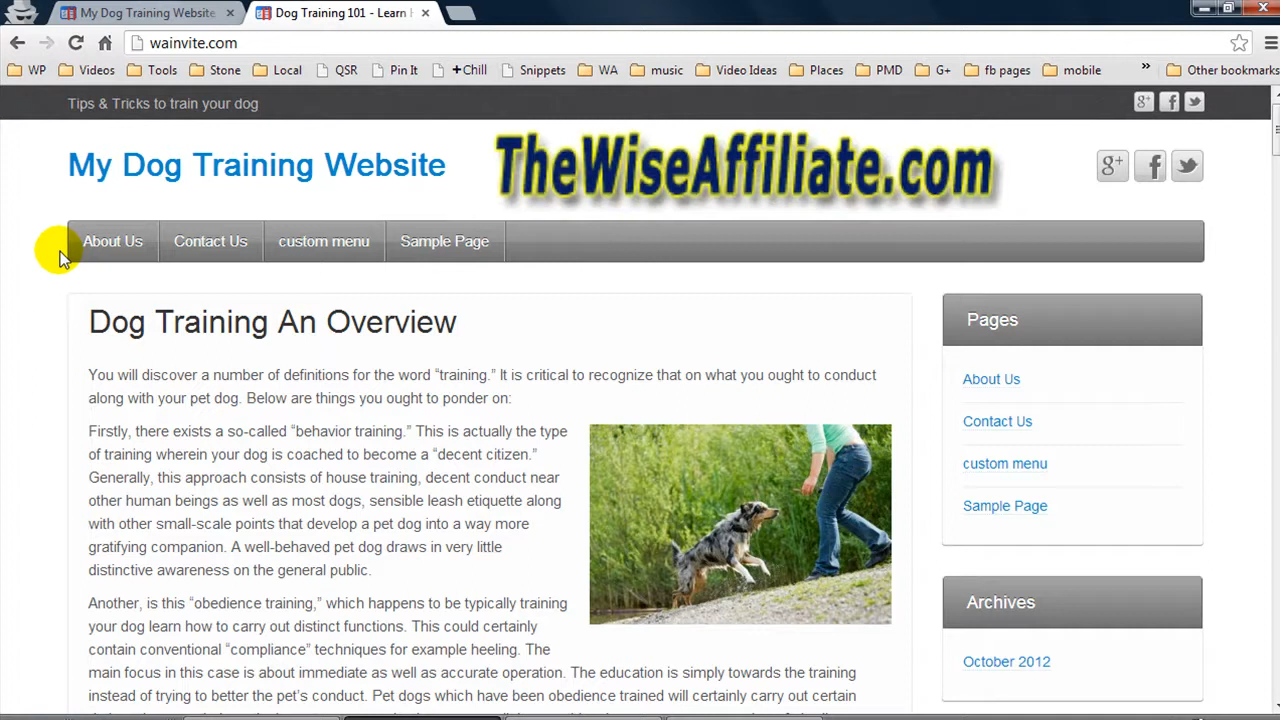 My Dog Training Website
Dog Training 101 - Learn
wainvite.com
WP Videos Tools Stone Local QSR Pin It +Chill Snippets WA music Video Ideas Places PMD G+ fb pages mobile » Other bookmarks
Tips & Tricks to train your dog
My Dog Training Website
TheWiseAffiliate.com
About Us Contact Us custom menu Sample Page
Dog Training An Overview
You will discover a number of definitions for the word “training.” It is critical to recognize that on what you ought to conduct
along with your pet dog. Below are things you ought to ponder on:
Firstly, there exists a so-called “behavior training.” This is actually the type
of training wherein your dog is coached to become a “decent citizen.”
Generally, this approach consists of house training, decent conduct near
other human beings as well as most dogs, sensible leash etiquette along
with other small-scale points that develop a pet dog into a way more
gratifying companion. A well-behaved pet dog draws in very little
distinctive awareness on the general public.
Another, is this “obedience training,” which happens to be typically training
your dog learn how to carry out distinct functions. This could certainly
contain conventional “compliance” techniques for example heeling. The
main focus in this case is about immediate as well as accurate operation. The education is simply towards the training
instead of trying to better the pet’s conduct. Pet dogs which have been obedience trained will certainly carry out certain
Pages
About Us
Contact Us
custom menu
Sample Page
Archives
October 2012